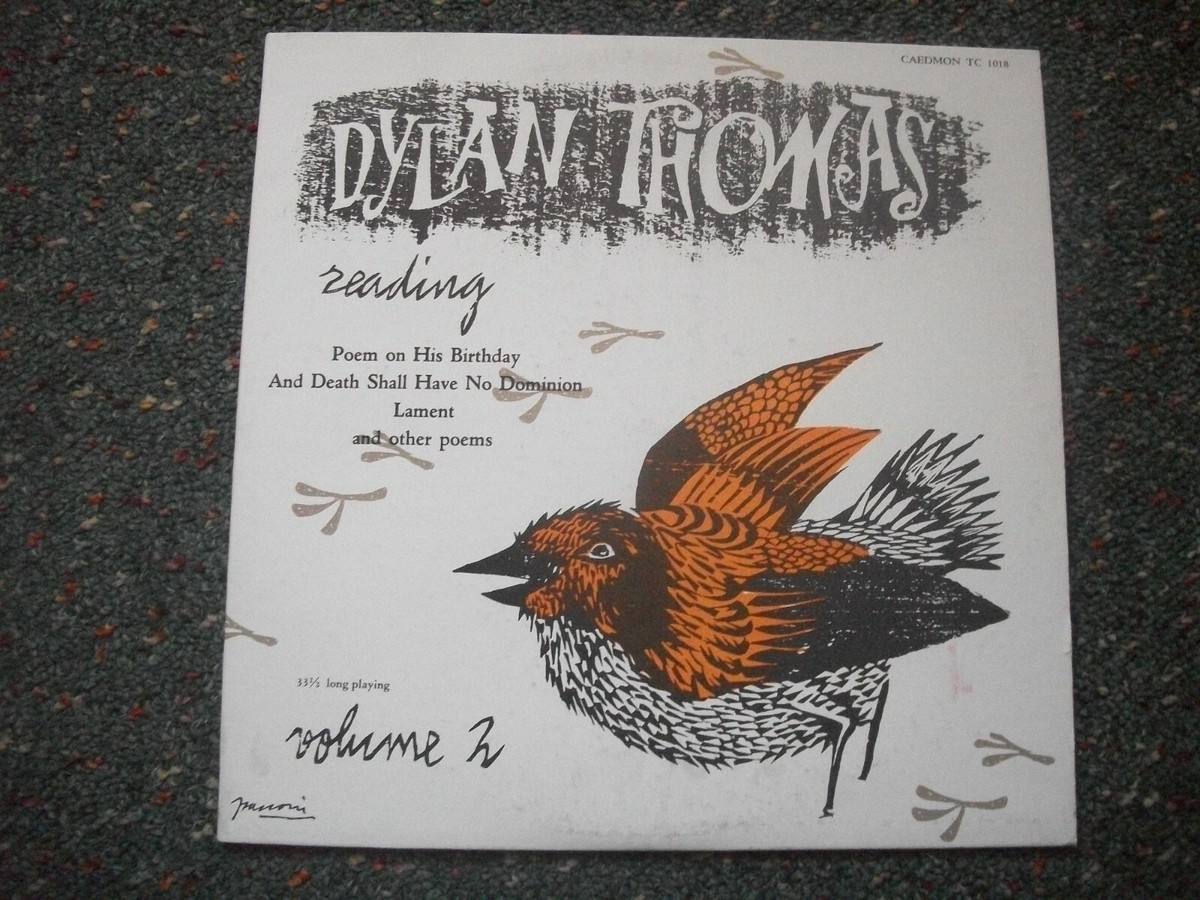 CAEDMON TC 1018
DYLAN THOMAS
reading
Poem on His Birthday
And Death Shall Have No Dominion
Lament
and other poems
33⅓ long playing
volume 2